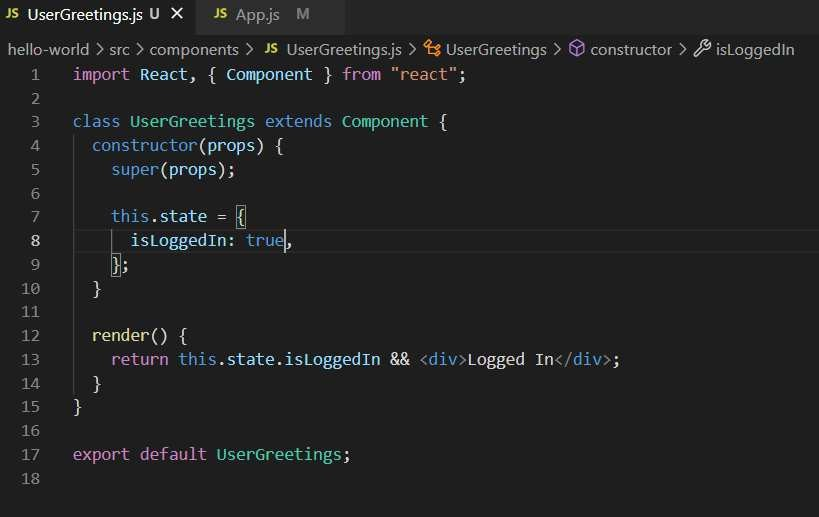 JS UserGreetings.js U ✕ JS App.js M
hello-world > src > components > JS UserGreetings.js > UserGreetings > constructor > isLoggedIn
1 import React, { Component } from "react";
2
3 class UserGreetings extends Component {
4 constructor(props) {
5 super(props);
6
7 this.state = {
8 isLoggedIn: true,
9 };
10 }
11
12 render() {
13 return this.state.isLoggedIn && <div>Logged In</div>;
14 }
15 }
16
17 export default UserGreetings;
18